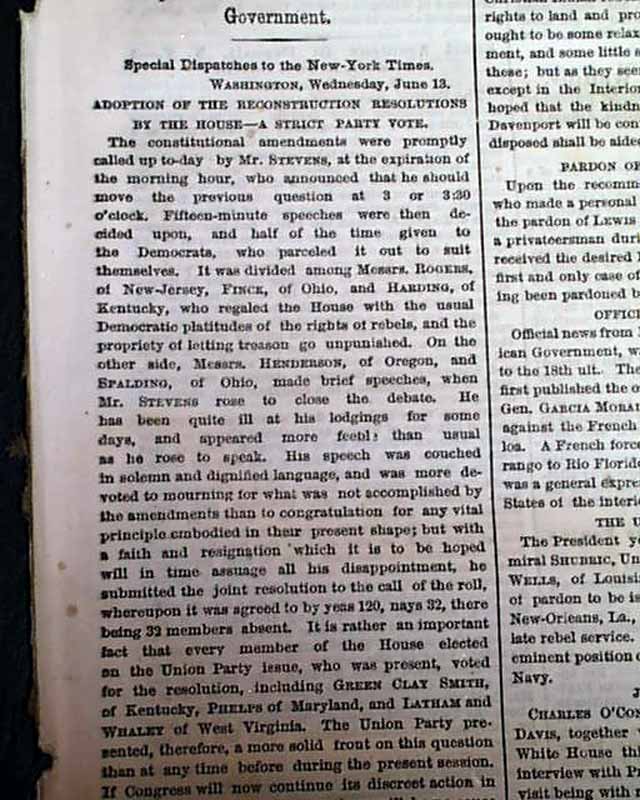 Government.
Special Dispatches to the New-York Times.
WASHINGTON, Wednesday, June 13.
ADOPTION OF THE RECONSTRUCTION RESOLUTIONS
BY THE HOUSE—A STRICT PARTY VOTE.
The constitutional amendments were promptly
called up to-day by Mr. STEVENS, at the expiration of
the morning hour, who announced that he should
move the previous question at 3 or 3:30
o'clock. Fifteen-minute speeches were then de-
cided upon, and half of the time given to
the Democrats, who parceled it out to suit
themselves. It was divided among Messrs. ROGERS,
of New-Jersey, FINCK, of Ohio, and HARDING, of
Kentucky, who regaled the House with the usual
Democratic platitudes of the rights of rebels, and the
propriety of letting treason go unpunished. On the
other side, Messrs. HENDERSON, of Oregon, and
SPALDING, of Ohio, made brief speeches, when
Mr. STEVENS rose to close the debate. He
has been quite ill at his lodgings for some
days, and appeared more feeble than usual
as he rose to speak. His speech was couched
in solemn and dignified language, and was more de-
voted to mourning for what was not accomplished by
the amendments than to congratulation for any vital
principle embodied in their present shape; but with
a faith and resignation which it is to be hoped
will in time assuage all his disappointment, he
submitted the joint resolution to the call of the roll,
whereupon it was agreed to by yeas 120, nays 32, there
being 32 members absent. It is rather an important
fact that every member of the House elected
on the Union Party issue, who was present, voted
for the resolution, including GREEN CLAY SMITH,
of Kentucky, PHELPS of Maryland, and LATHAM and
WHALEY of West Virginia. The Union Party pre-
sented, therefore, a more solid front on this question
than at any time before during the present session.
If Congress will now continue its discreet action in
rights to land and
ought to be some
ment, and some little
these; but as they
except in the Interior
hoped that the
Davenport will be
disposed shall be
PARDON OF
Upon the
who made a personal
the pardon of LEWIS
a privateersman
received the desired
first and only case of
ing been pardoned
Official news from
ican Government,
to the 18th ult. The
first published the
Gen. GARCIA
against the French
loa. A French force
rango to Rio
was a general
States of the
THE
The President
miral SHUBRIC,
WELLS, of
of pardon to be
New-Orleans, La.,
late rebel service.
eminent position
Navy.
CHARLES
DAVIS, together
White House
interview with
visit being with